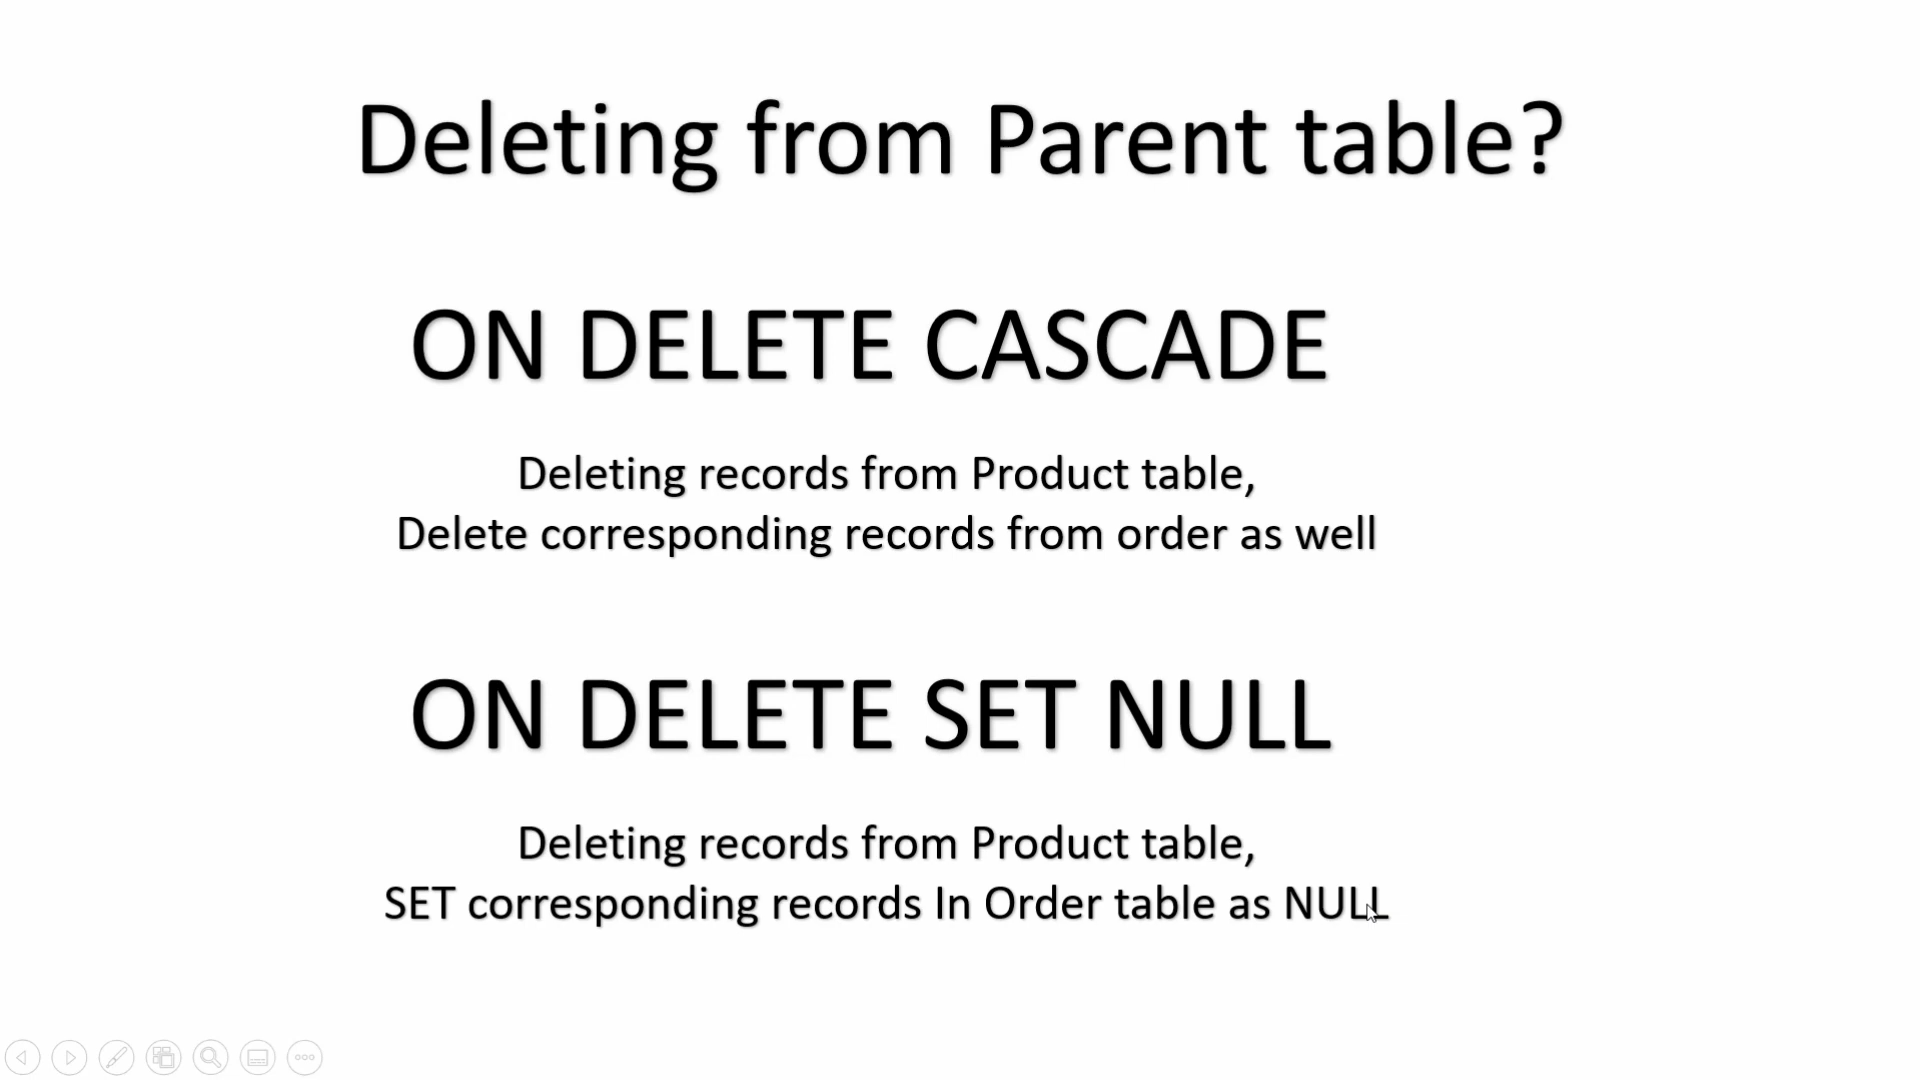 Deleting from Parent table?
ON DELETE CASCADE
Deleting records from Product table,
Delete corresponding records from order as well
ON DELETE SET NULL
Deleting records from Product table,
SET corresponding records In Order table as NULL